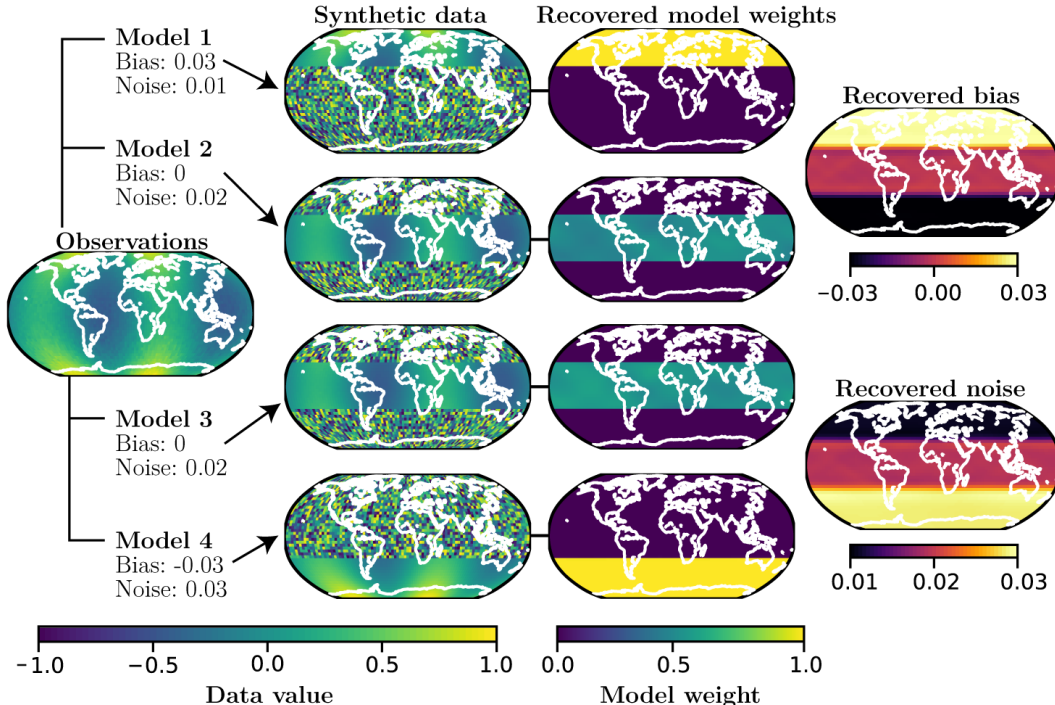 Synthetic data
Recovered model weights
Model 1
Bias: 0.03
Noise: 0.01
Recovered bias
Model 2
Bias: 0
Noise: 0.02
Observations
−0.03 0.00 0.03
Recovered noise
Model 3
Bias: 0
Noise: 0.02
Model 4
Bias: -0.03
Noise: 0.03
0.01 0.02 0.03
−1.0 −0.5 0.0 0.5 1.0
Data value
0.0 0.5 1.0
Model weight